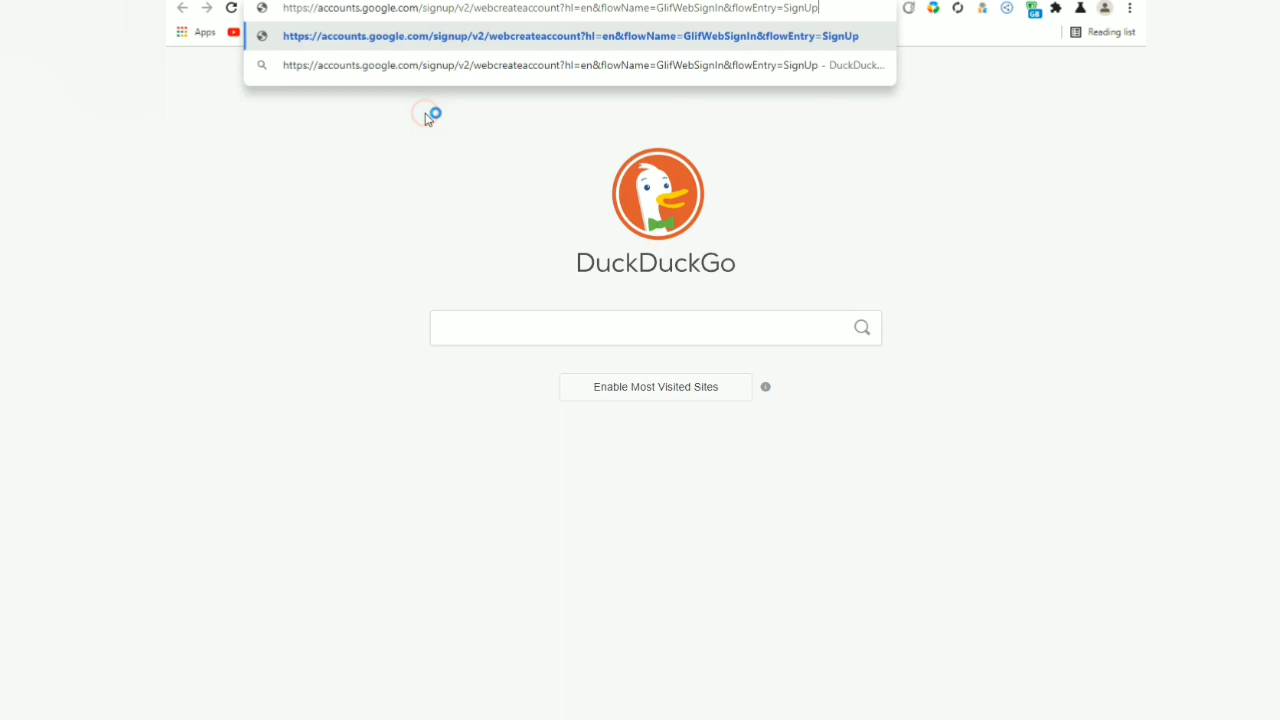 https://accounts.google.com/signup/v2/webcreateaccount?hl=en&flowName=GlifWebSignIn&flowEntry=SignUp
https://accounts.google.com/signup/v2/webcreateaccount?hl=en&flowName=GlifWebSignIn&flowEntry=SignUp
Apps
Reading list
https://accounts.google.com/signup/v2/webcreateaccount?hl=en&flowName=GlifWebSignIn&flowEntry=SignUp - DuckDuck...
DuckDuckGo
Enable Most Visited Sites